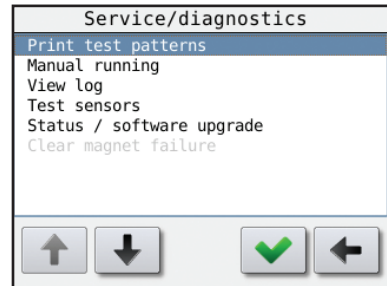 Service/diagnostics
Print test patterns
Manual running
View log
Test sensors
Status / software upgrade
Clear magnet failure